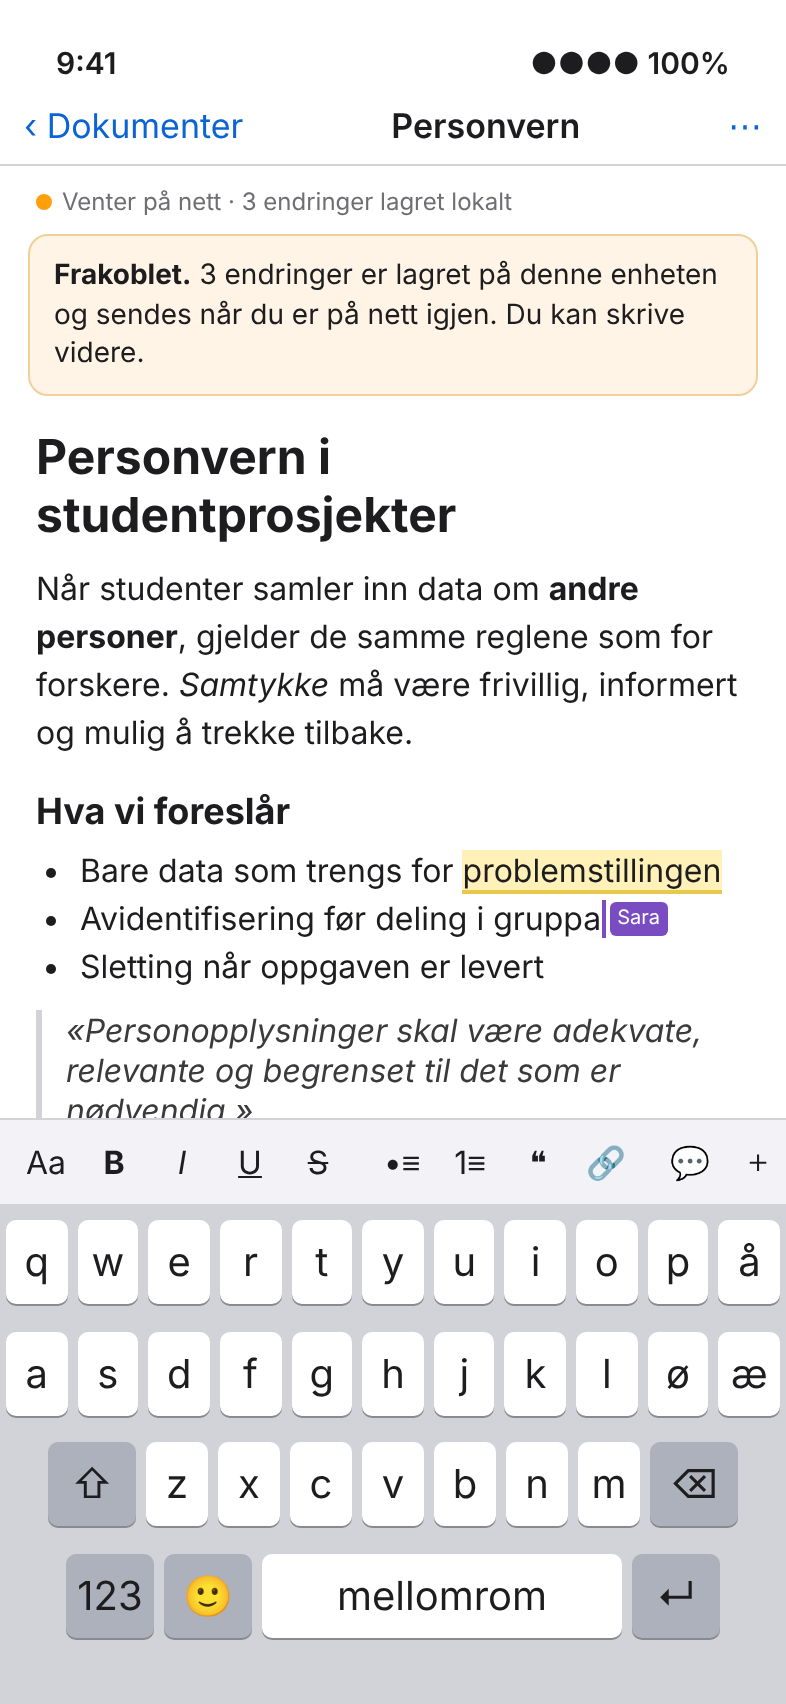 9:41 ●●●● 100%
‹ Dokumenter Personvern ···
Venter på nett · 3 endringer lagret lokalt
Frakoblet. 3 endringer er lagret på denne enheten
og sendes når du er på nett igjen. Du kan skrive
videre.
Personvern i
studentprosjekter
Når studenter samler inn data om andre
personer, gjelder de samme reglene som for
forskere. Samtykke må være frivillig, informert
og mulig å trekke tilbake.
Hva vi foreslår
• Bare data som trengs for problemstillingen
• Avidentifisering før deling i gruppa Sara
• Sletting når oppgaven er levert
«Personopplysninger skal være adekvate,
relevante og begrenset til det som er
nødvendig.»
Aa B I U S •≡ 1≡ ❝ 🔗 💬 +
q w e r t y u i o p å
a s d f g h j k l ø æ
⇧ z x c v b n m ⌫
123 🙂 mellomrom ↵